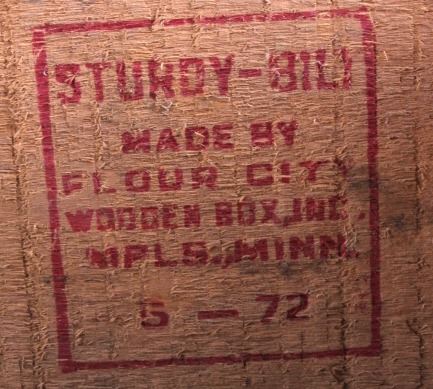 STURDY-BILT
MADE BY
FLOUR CITY
WOODEN BOX, INC.
MPLS., MINN.
5 — 72